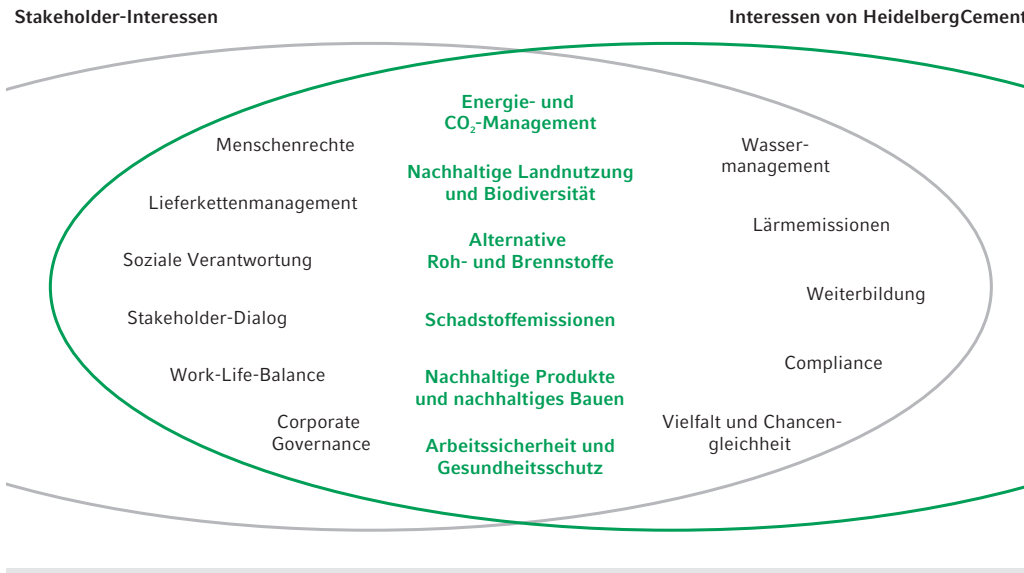 Stakeholder-Interessen
Interessen von HeidelbergCement
Energie- und
CO₂-Management
Menschenrechte
Wasser-
management
Nachhaltige Landnutzung
und Biodiversität
Lieferkettenmanagement
Lärmemissionen
Alternative
Roh- und Brennstoffe
Soziale Verantwortung
Weiterbildung
Stakeholder-Dialog
Schadstoffemissionen
Compliance
Work-Life-Balance
Nachhaltige Produkte
und nachhaltiges Bauen
Corporate
Governance
Vielfalt und Chancen-
gleichheit
Arbeitssicherheit und
Gesundheitsschutz